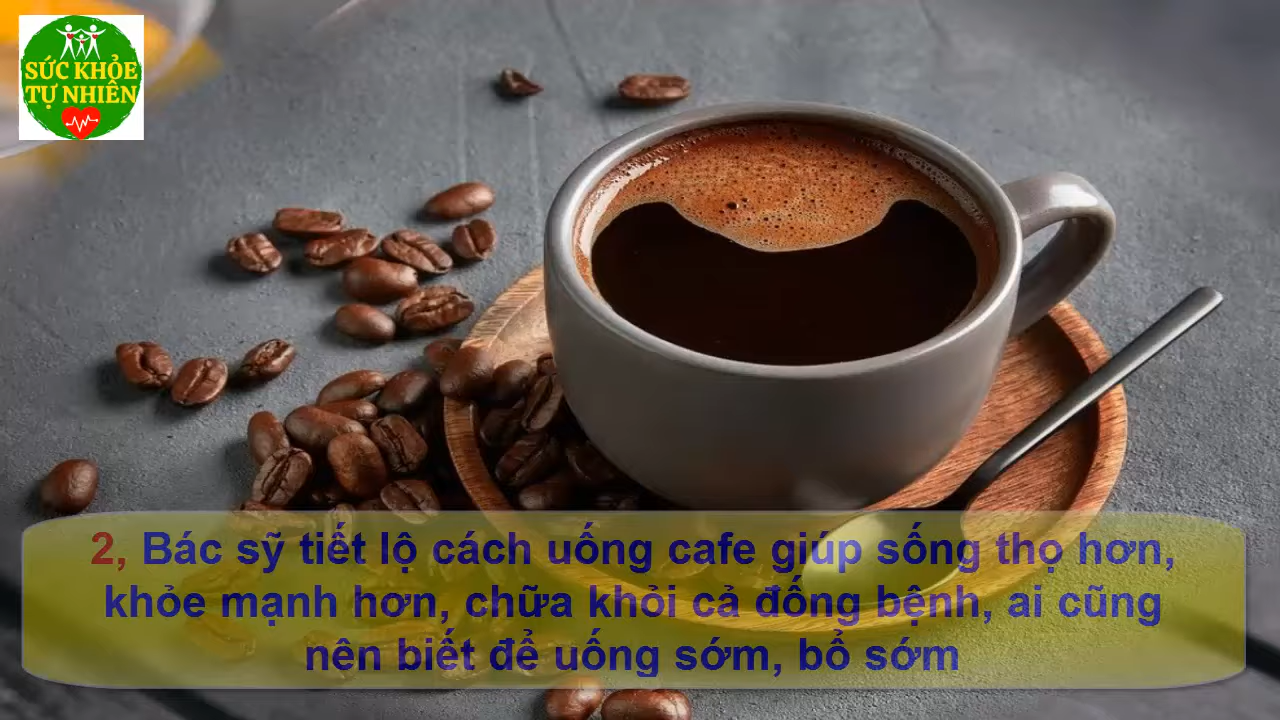 SỨC KHỎE
TỰ NHIÊN
2, Bác sỹ tiết lộ cách uống cafe giúp sống thọ hơn,
khỏe mạnh hơn, chữa khỏi cả đống bệnh, ai cũng
nên biết để uống sớm, bổ sớm